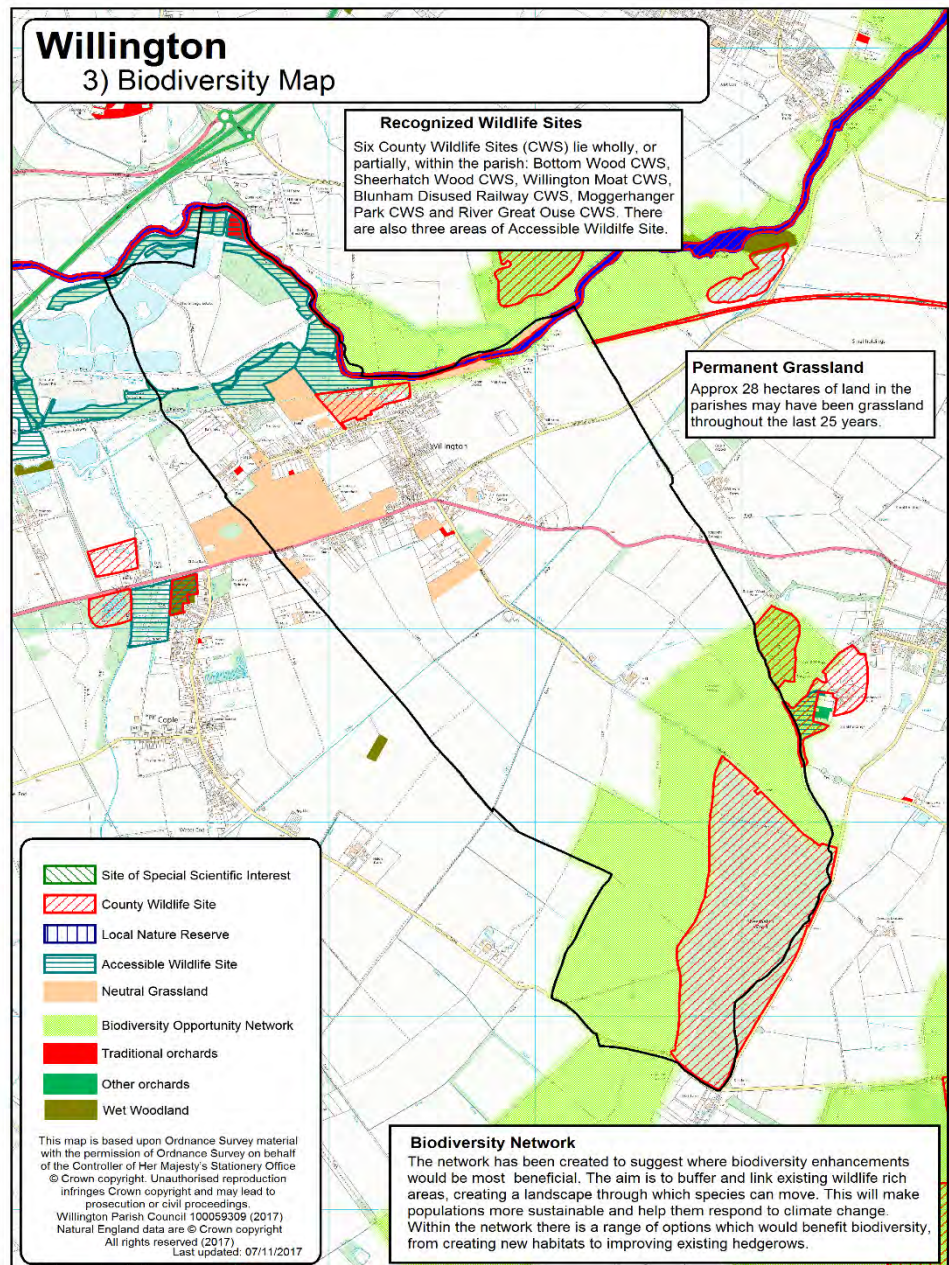 Willington
3) Biodiversity Map
Recognized Wildlife Sites
Six County Wildlife Sites (CWS) lie wholly, or
partially, within the parish: Bottom Wood CWS,
Sheerhatch Wood CWS, Willington Moat CWS,
Blunham Disused Railway CWS, Moggerhanger
Park CWS and River Great Ouse CWS. There
are also three areas of Accessible Wildlife Site.
Permanent Grassland
Approx 28 hectares of land in the
parishes may have been grassland
throughout the last 25 years.
Willington
Cople
Site of Special Scientific Interest
County Wildlife Site
Local Nature Reserve
Accessible Wildlife Site
Neutral Grassland
Biodiversity Opportunity Network
Traditional orchards
Other orchards
Wet Woodland
This map is based upon Ordnance Survey material
with the permission of Ordnance Survey on behalf
of the Controller of Her Majesty's Stationery Office
© Crown copyright. Unauthorised reproduction
infringes Crown copyright and may lead to
prosecution or civil proceedings.
Willington Parish Council 100059309 (2017)
Natural England data are © Crown copyright
All rights reserved (2017)
Last updated: 07/11/2017
Biodiversity Network
The network has been created to suggest where biodiversity enhancements
would be most beneficial. The aim is to buffer and link existing wildlife rich
areas, creating a landscape through which species can move. This will make
populations more sustainable and help them respond to climate change.
Within the network there is a range of options which would benefit biodiversity,
from creating new habitats to improving existing hedgerows.